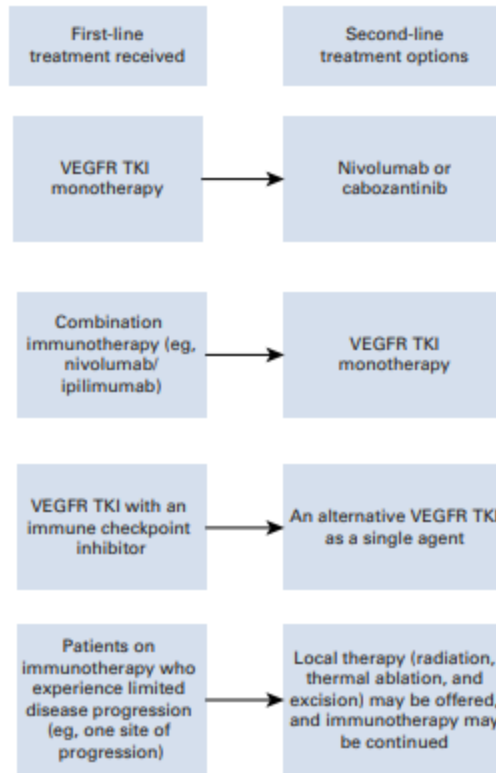 First-line
treatment received
Second-line
treatment options
VEGFR TKI
monotherapy
Nivolumab or
cabozantinib
Combination
immunotherapy (eg,
nivolumab/
ipilimumab)
VEGFR TKI
monotherapy
VEGFR TKI with an
immune checkpoint
inhibitor
An alternative VEGFR TKI
as a single agent
Patients on
immunotherapy who
experience limited
disease progression
(eg, one site of
progression)
Local therapy (radiation,
thermal ablation, and
excision) may be offered,
and immunotherapy may
be continued